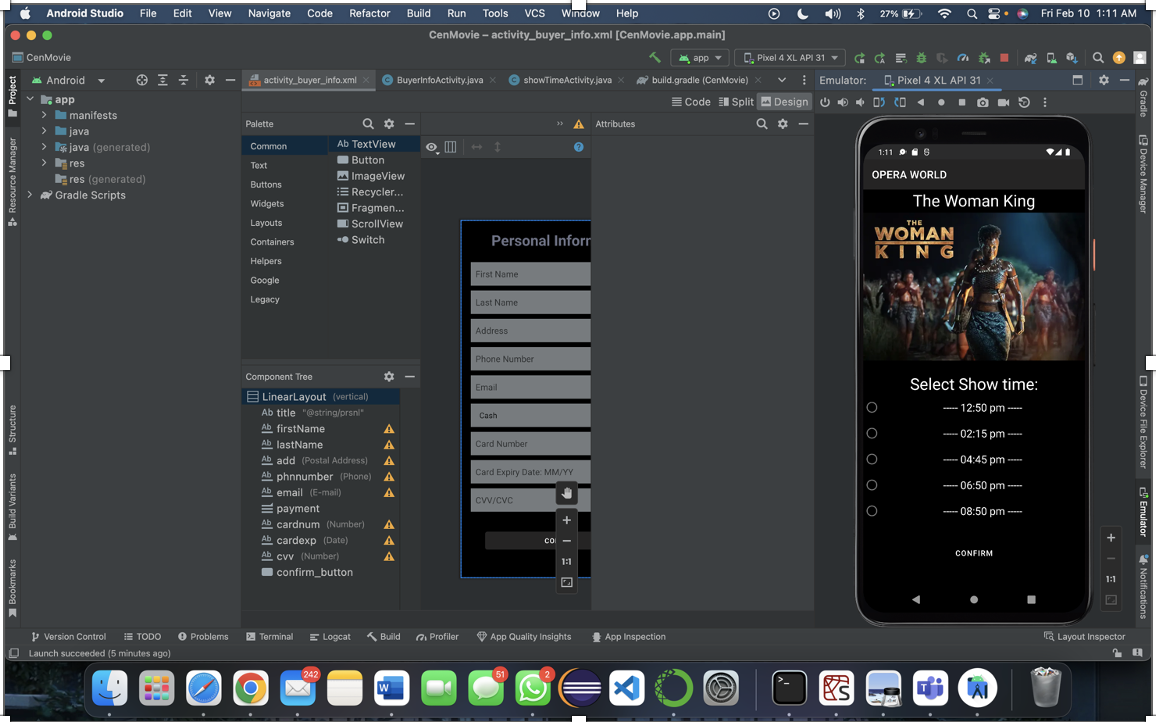 Android Studio File Edit View Navigate Code Refactor Build Run Tools VCS Window Help 27% Fri Feb 10 1:11 AM
CenMovie – activity_buyer_info.xml [CenMovie.app.main]
CenMovie
app
Pixel 4 XL API 31
Project
Resource Manager
Structure
Build Variants
Bookmarks
Android
app
manifests
java
java (generated)
res
res (generated)
Gradle Scripts
activity_buyer_info.xml
BuyerInfoActivity.java
showTimeActivity.java
build.gradle (CenMovie)
Code
Split
Design
Palette
Common
Text
Buttons
Widgets
Layouts
Containers
Helpers
Google
Legacy
Ab TextView
Button
ImageView
Recycler...
Fragmen...
ScrollView
Switch
Component Tree
LinearLayout (vertical)
Ab title "@string/prsnl"
Ab firstName
Ab lastName
Ab add (Postal Address)
Ab phnnumber (Phone)
Ab email (E-mail)
payment
Ab cardnum (Number)
Ab cardexp (Date)
Ab cvv (Number)
confirm_button
Personal Infor
First Name
Last Name
Address
Phone Number
Email
Cash
Card Number
Card Expiry Date: MM/YY
CVV/CVC
CO
1:1
Attributes
Emulator:
Pixel 4 XL API 31
1:11
OPERA WORLD
The Woman King
THE
WOMAN
KING
Select Show time:
----- 12:50 pm -----
----- 02:15 pm -----
----- 04:45 pm -----
----- 06:50 pm -----
----- 08:50 pm -----
CONFIRM
1:1
Gradle
Device Manager
Device File Explorer
Emulator
Notifications
Version Control
TODO
Problems
Terminal
Logcat
Build
Profiler
App Quality Insights
App Inspection
Layout Inspector
Launch succeeded (5 minutes ago)
242
51
2